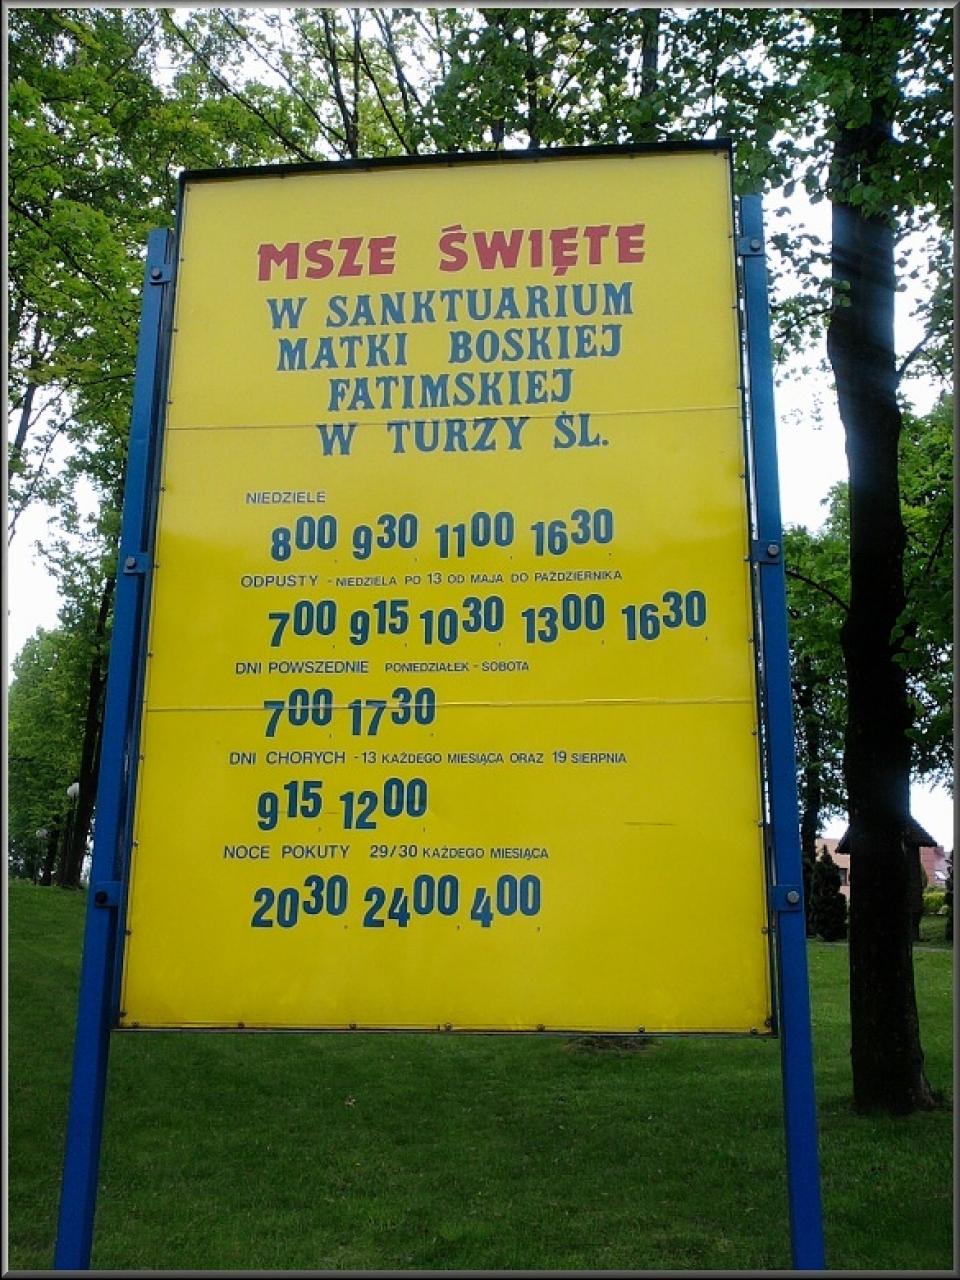 MSZE ŚWIĘTE
W SANKTUARIUM
MATKI BOSKIEJ
FATIMSKIEJ
W TURZY ŚL.
NIEDZIELE
8⁰⁰, 9³⁰, 11⁰⁰, 16³⁰
ODPUSTY - NIEDZIELA PO 13 OD MAJA DO PAŹDZIERNIKA
7⁰⁰, 9¹⁵, 10³⁰, 13⁰⁰, 16³⁰,
DNI POWSZEDNIE PONIEDZIAŁEK - SOBOTA
7⁰⁰, 17³⁰,
DNI CHORYCH - 13 KAŻDEGO MIESIĄCA ORAZ 19 SIERPNIA
9¹⁵, 12⁰⁰,
NOCE POKUTY 29/30 KAŻDEGO MIESIĄCA
20³⁰, 24⁰⁰, 4⁰⁰,